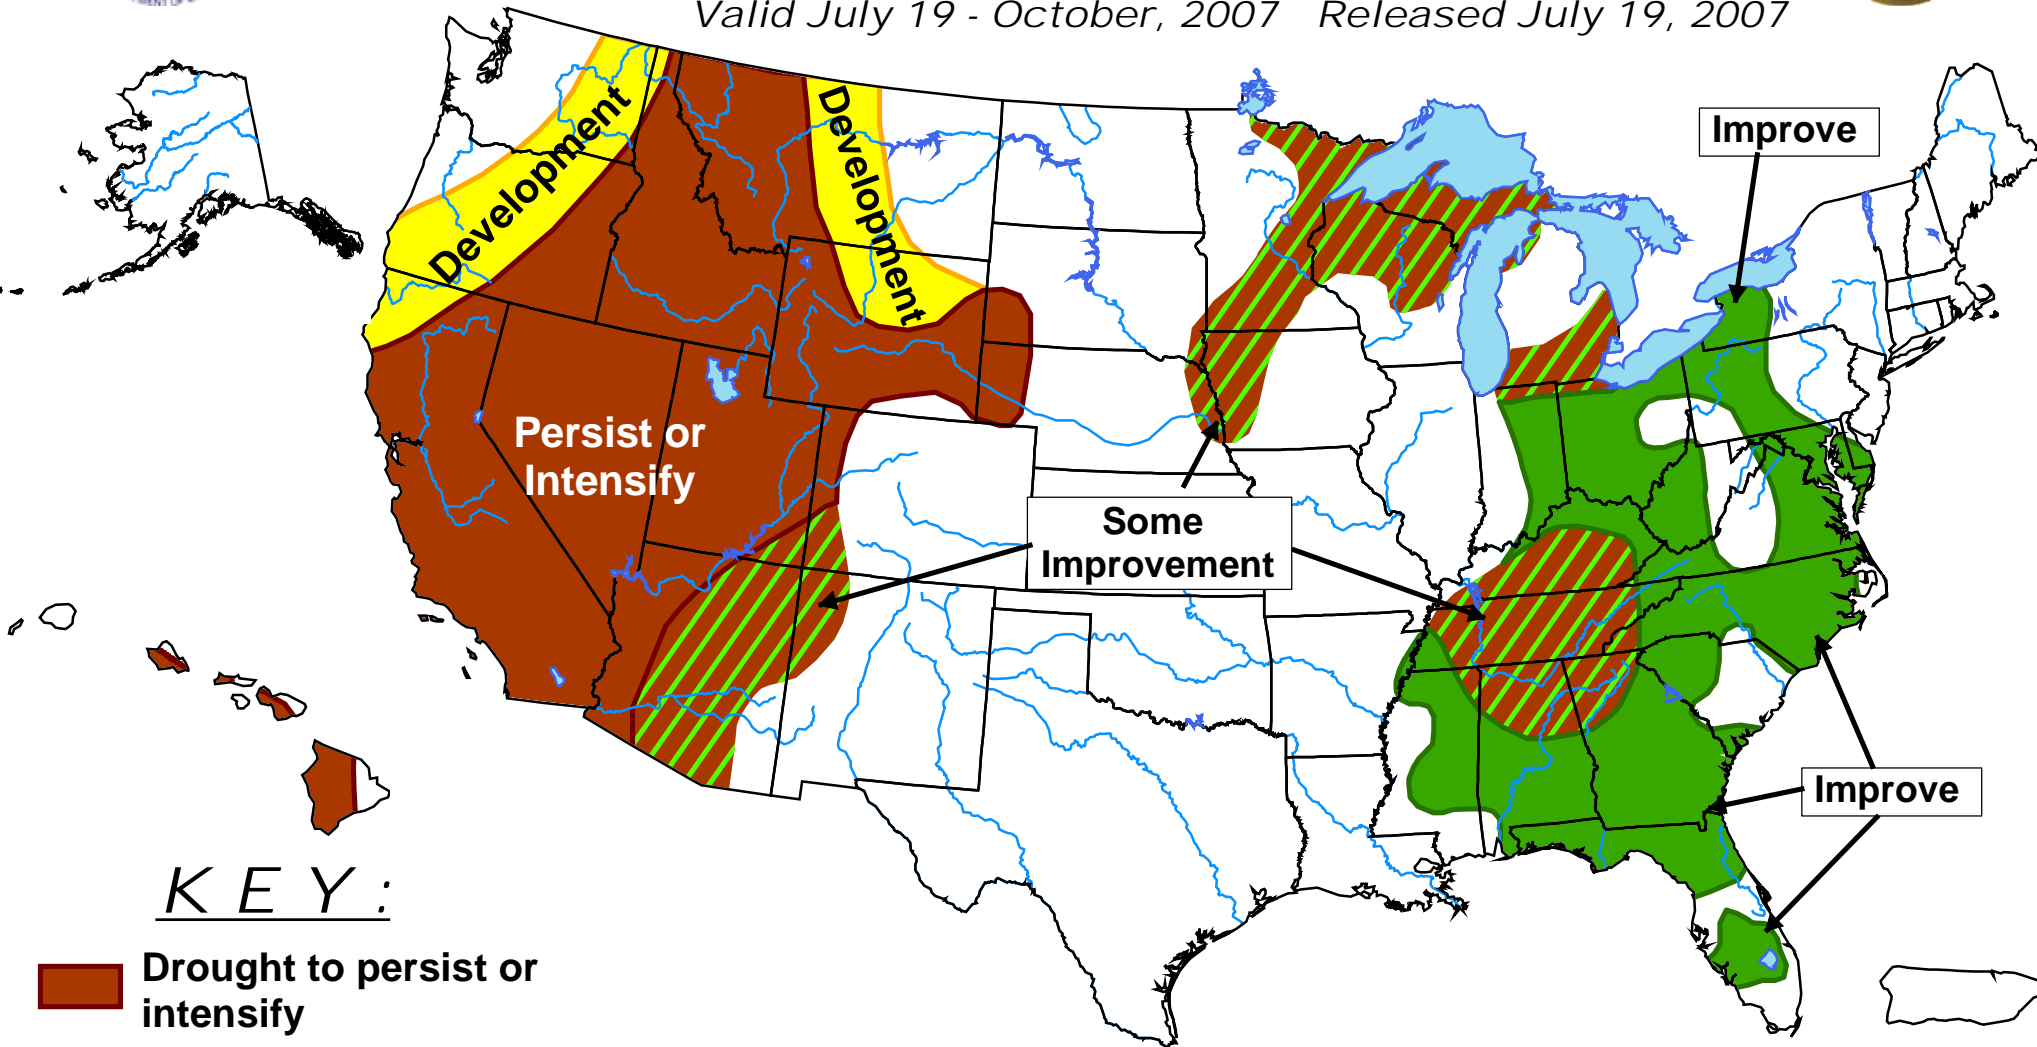 Valid July 19 - October, 2007   Released July 19, 2007
Development
Development
Improve
Persist or
Intensify
Some
Improvement
Improve
KEY:
Drought to persist or
intensify